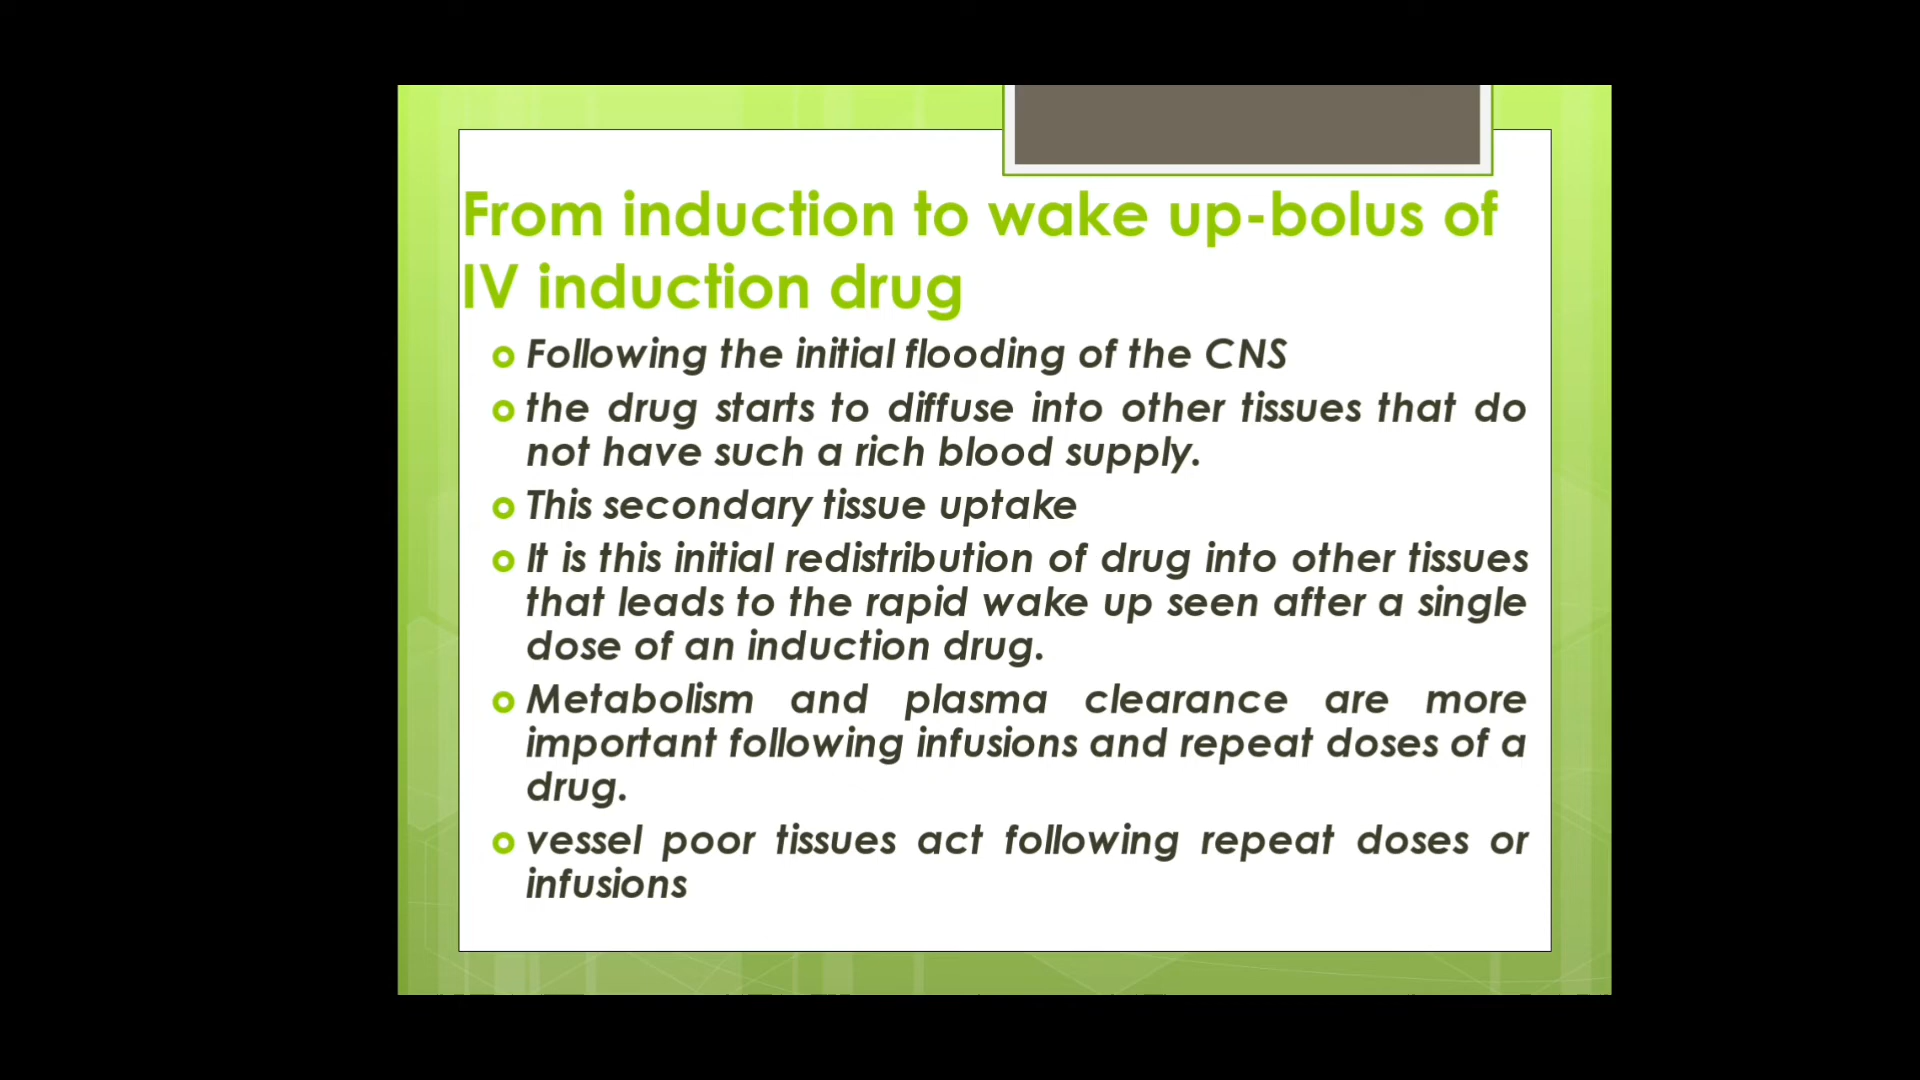 From induction to wake up-bolus of
IV induction drug
Following the initial flooding of the CNS
the drug starts to diffuse into other tissues that do
not have such a rich blood supply.
This secondary tissue uptake
It is this initial redistribution of drug into other tissues
that leads to the rapid wake up seen after a single
dose of an induction drug.
Metabolism and plasma clearance are more
important following infusions and repeat doses of a
drug.
vessel poor tissues act following repeat doses or
infusions